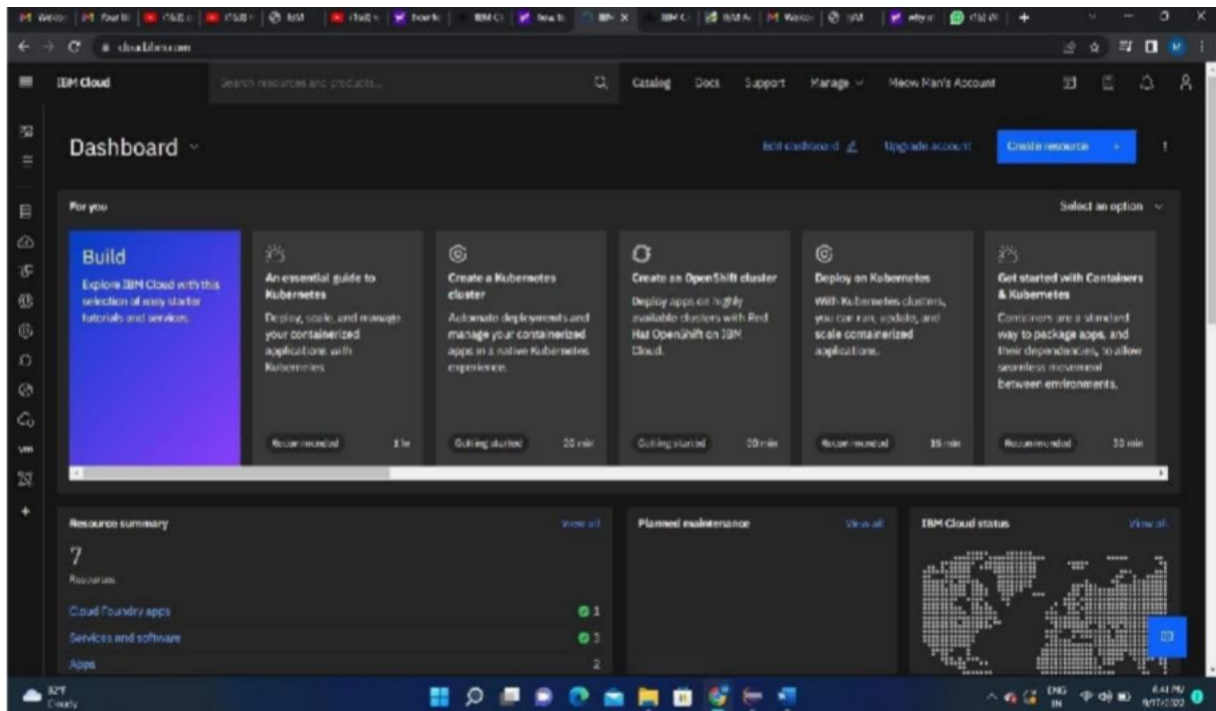 IBM Cloud
Search resources and products...
Catalog
Docs
Support
Manage
Meow Man's Account
Dashboard
Edit dashboard
Upgrade account
Create resource +
For you
Select an option
Build
Explore IBM Cloud with this
selection of easy starter
tutorials and services.
An essential guide to
Kubernetes
Deploy, scale, and manage
your containerized
applications with
Kubernetes
Recommended
1 hr
Create a Kubernetes
cluster
Automate deployments and
manage your containerized
apps in a native Kubernetes
experience.
Getting started
20 min
Create an OpenShift cluster
Deploy apps on highly
available clusters with Red
Hat OpenShift on IBM
Cloud.
Getting started
Deploy on Kubernetes
With Kubernetes clusters,
you can run, update, and
scale containerized
applications.
Recommended
15 min
Get started with Containers
& Kubernetes
Containers are a standard
way to package apps, and
their dependencies, to allow
seamless movement
between environments.
Recommended
Resource summary
View all
7
Resources
Cloud Foundry apps
1
Services and software
3
Apps
2
Planned maintenance
View all
IBM Cloud status
View all
Cloudy
ENG
IN
6:41 PM
9/17/2022